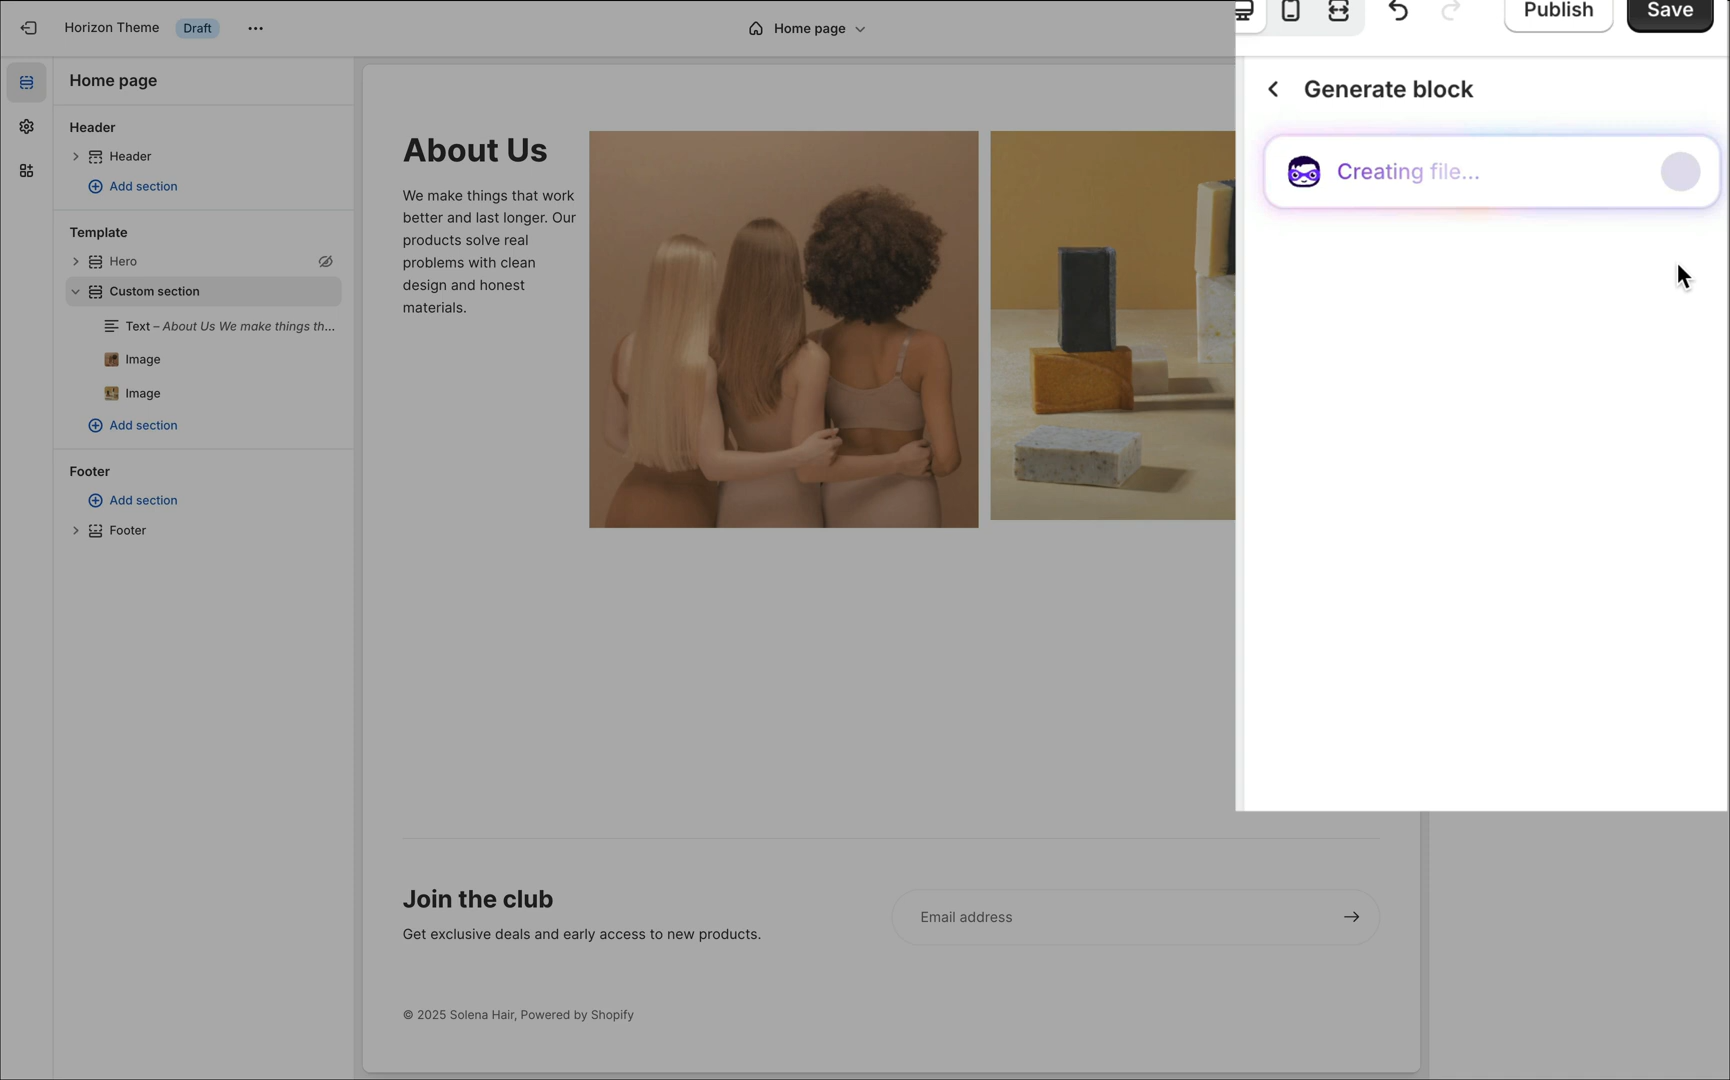 Horizon Theme
Draft
Home page
Publish
Save
Home page
Header
Header
Add section
Template
Hero
Custom section
Text – About Us We make things th...
Image
Image
Add section
Footer
Add section
Footer
About Us
We make things that work
better and last longer. Our
products solve real
problems with clean
design and honest
materials.
Join the club
Get exclusive deals and early access to new products.
Email address
© 2025 Solena Hair, Powered by Shopify
Generate block
Creating file...